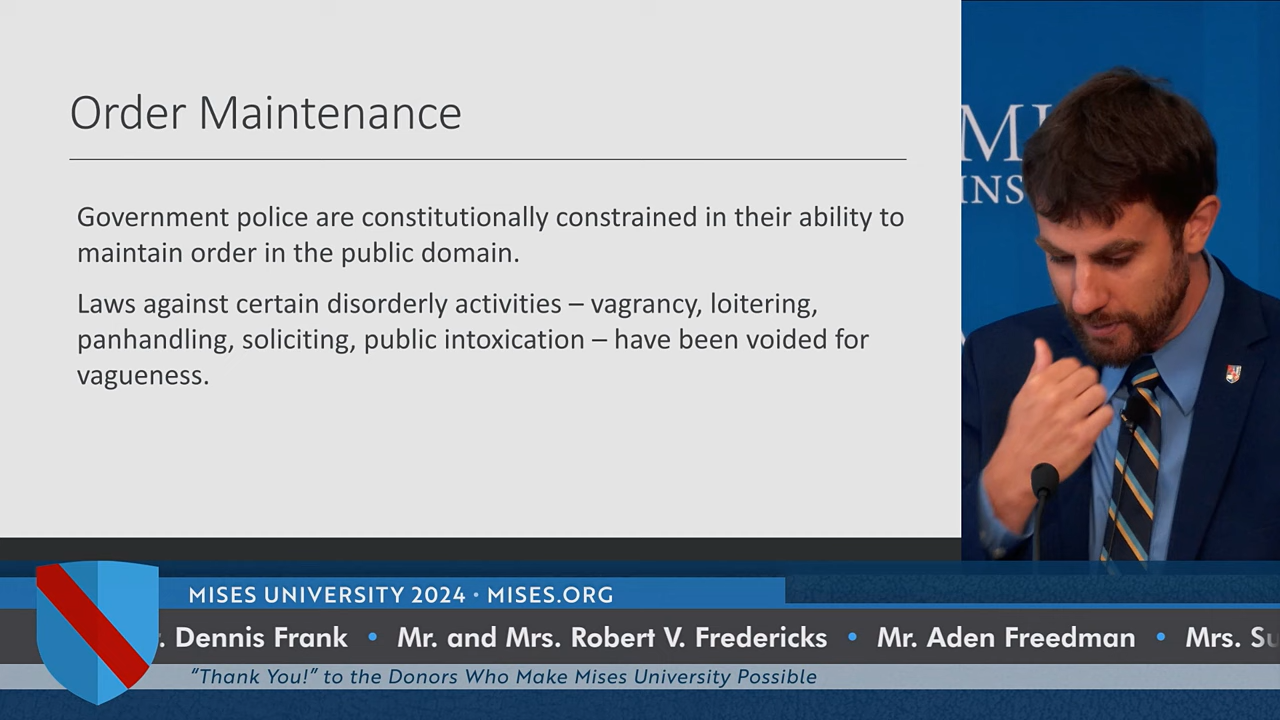 Order Maintenance
Government police are constitutionally constrained in their ability to
maintain order in the public domain.
Laws against certain disorderly activities – vagrancy, loitering,
panhandling, soliciting, public intoxication – have been voided for
vagueness.
MISES UNIVERSITY 2024 • MISES.ORG
Dennis Frank • Mr. and Mrs. Robert V. Fredericks • Mr. Aden Freedman • Mrs.
“Thank You!” to the Donors Who Make Mises University Possible